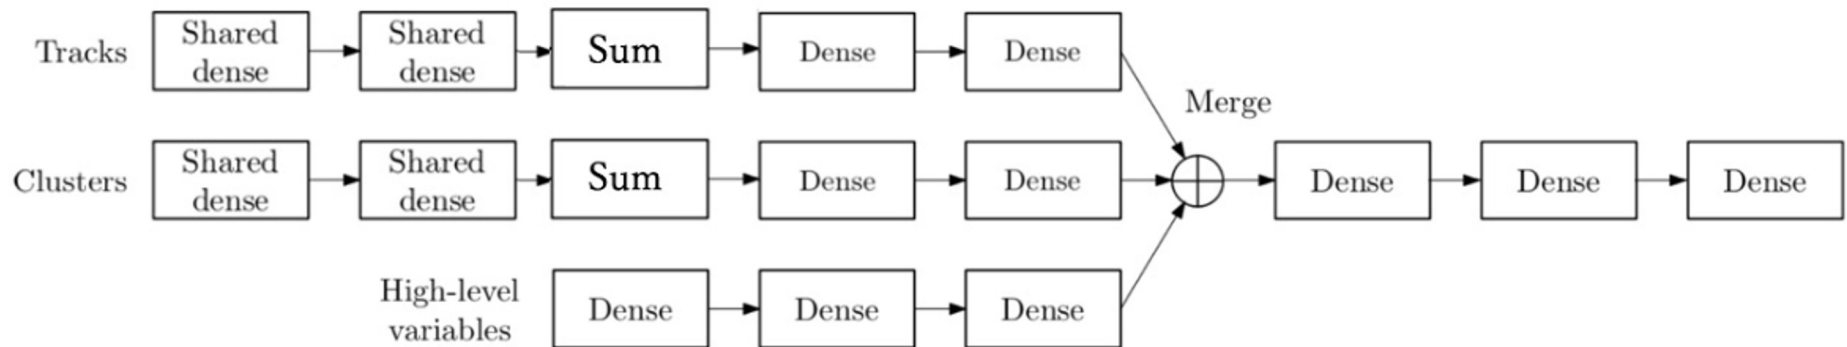 Tracks
Shared
dense
Shared
dense
Sum
Dense
Dense
Merge
Clusters
Shared
dense
Shared
dense
Sum
Dense
Dense
Dense
Dense
Dense
High-level
variables
Dense
Dense
Dense